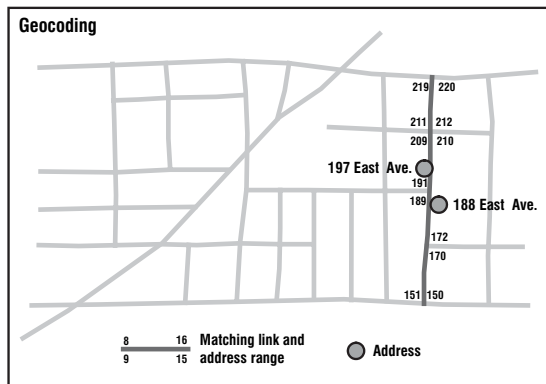 Geocoding
219 220
211 212
209 210
197 East Ave.
191
189 188 East Ave.
172
170
151 150
8 16 Matching link and
9 15 address range
Address